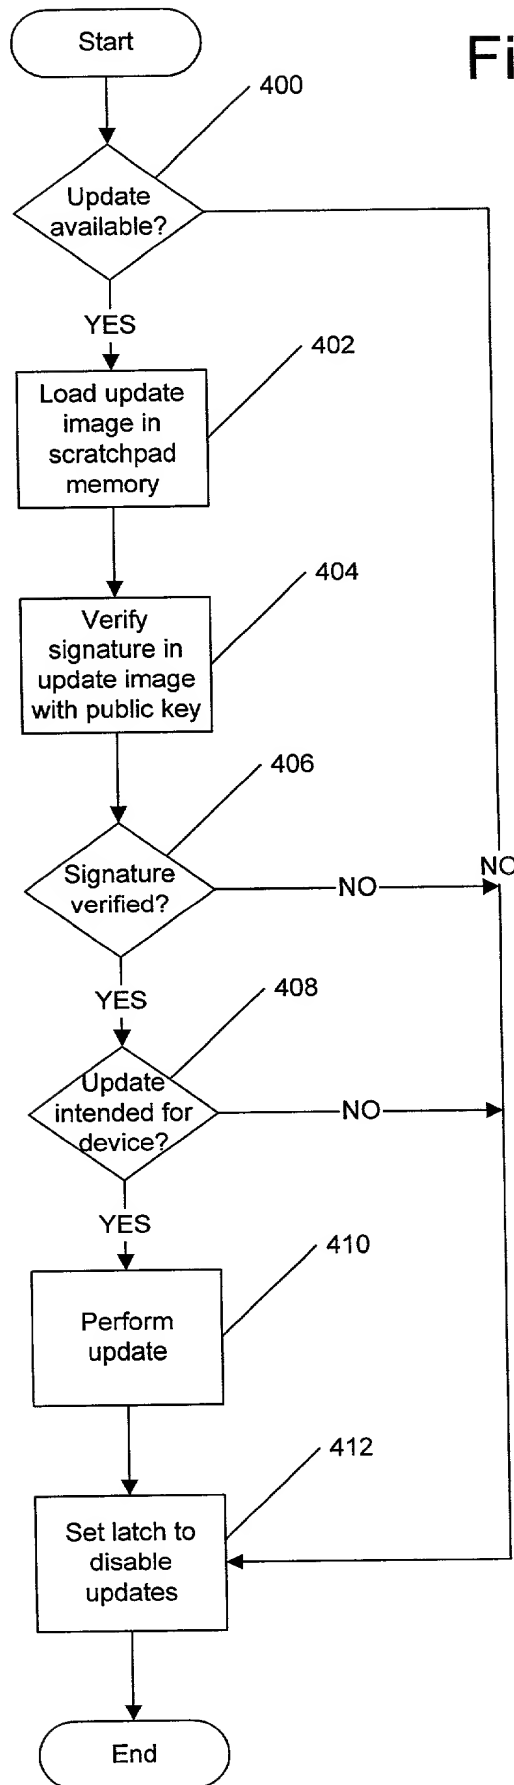 Start
Fi
400
Update
available?
YES
402
Load update
image in
scratchpad
memory
404
Verify
signature in
update image
with public key
406
NO
Signature
verified?
NO
YES
408
Update
intended for
device?
NO
YES
410
Perform
update
412
Set latch to
disable
updates
End